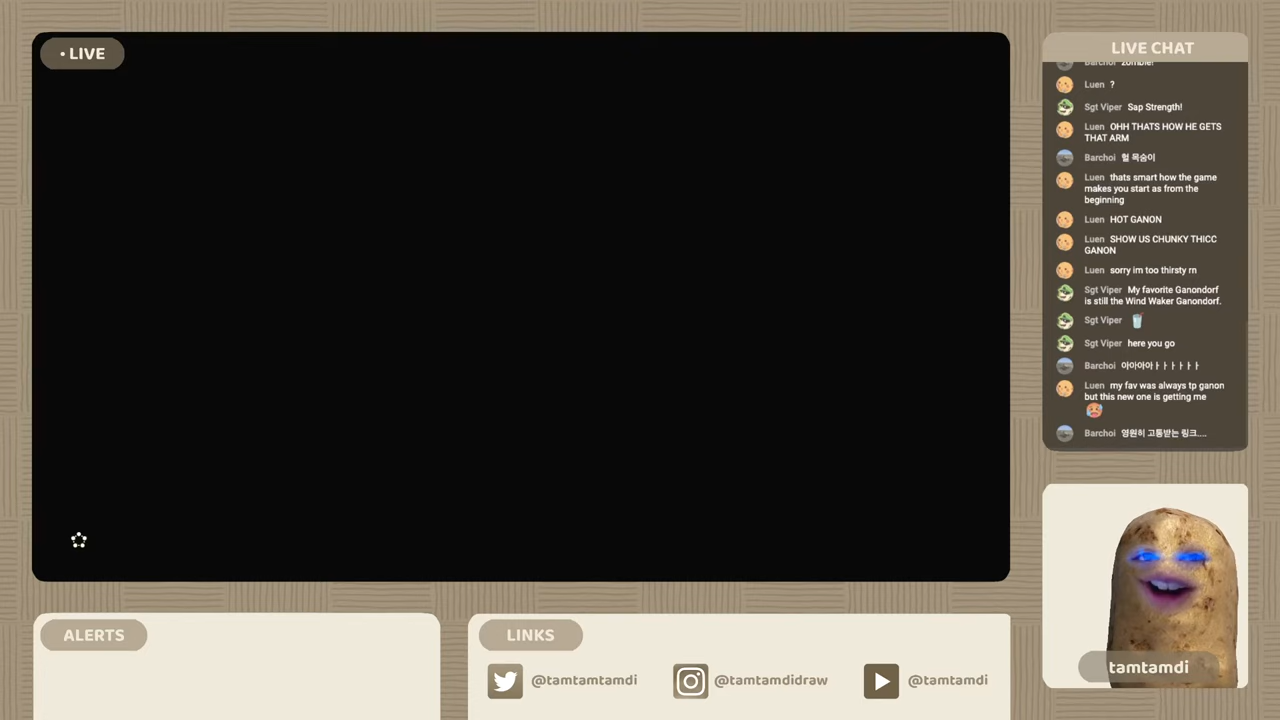 • LIVE
LIVE CHAT
Barchoi zombie!
Luen ?
Sgt Viper Sap Strength!
Luen OHH THATS HOW HE GETS
THAT ARM
Barchoi 헐 목숨이
Luen thats smart how the game
makes you start as from the
beginning
Luen HOT GANON
Luen SHOW US CHUNKY THICC
GANON
Luen sorry im too thirsty rn
Sgt Viper My favorite Ganondorf
is still the Wind Waker Ganondorf.
Sgt Viper 🥤
Sgt Viper here you go
Barchoi 아아아아ㅏㅏㅏㅏㅏㅏ
Luen my fav was always tp ganon
but this new one is getting me
🥵
Barchoi 영원히 고통받는 링크....
tamtamdi
ALERTS
LINKS
@tamtamtamdi
@tamtamdidraw
@tamtamdi